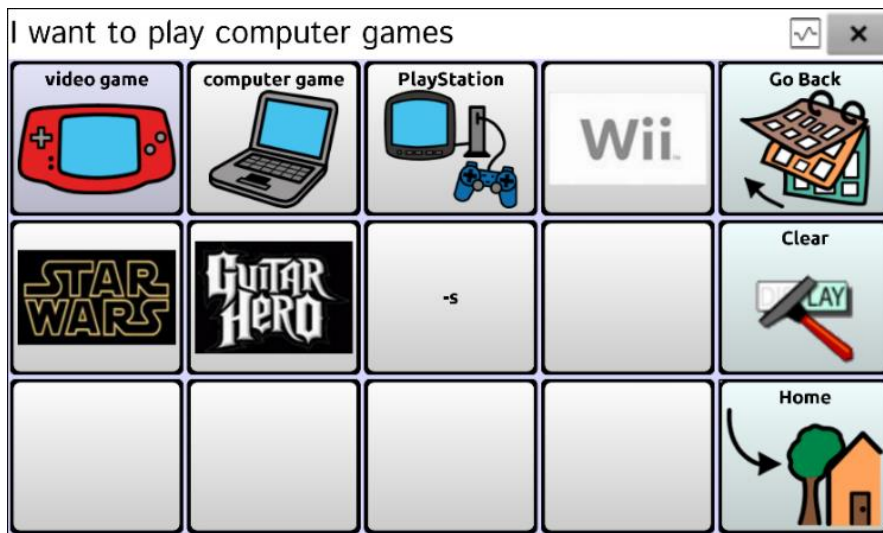 I want to play computer games
video game computer game PlayStation Go Back
Wii
Clear
STAR WARS
GUITAR HERO
-s
DISPLAY
Home